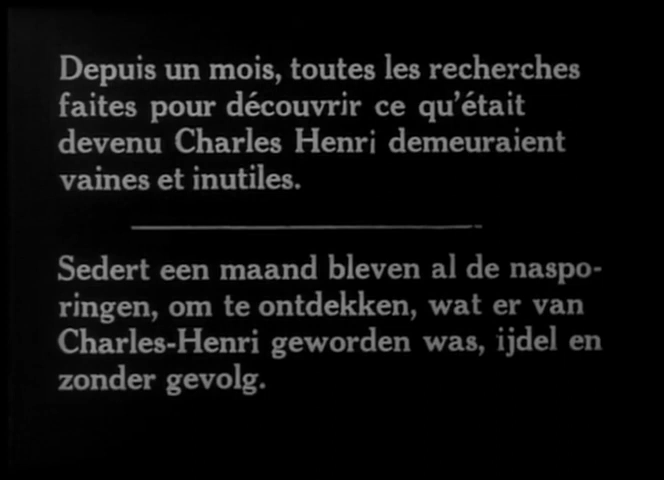 Depuis un mois, toutes les recherches
faites pour découvrir ce qu'était
devenu Charles Henri demeuraient
vaines et inutiles.
Sedert een maand bleven al de naspo-
ringen, om te ontdekken, wat er van
Charles-Henri geworden was, ijdel en
zonder gevolg.